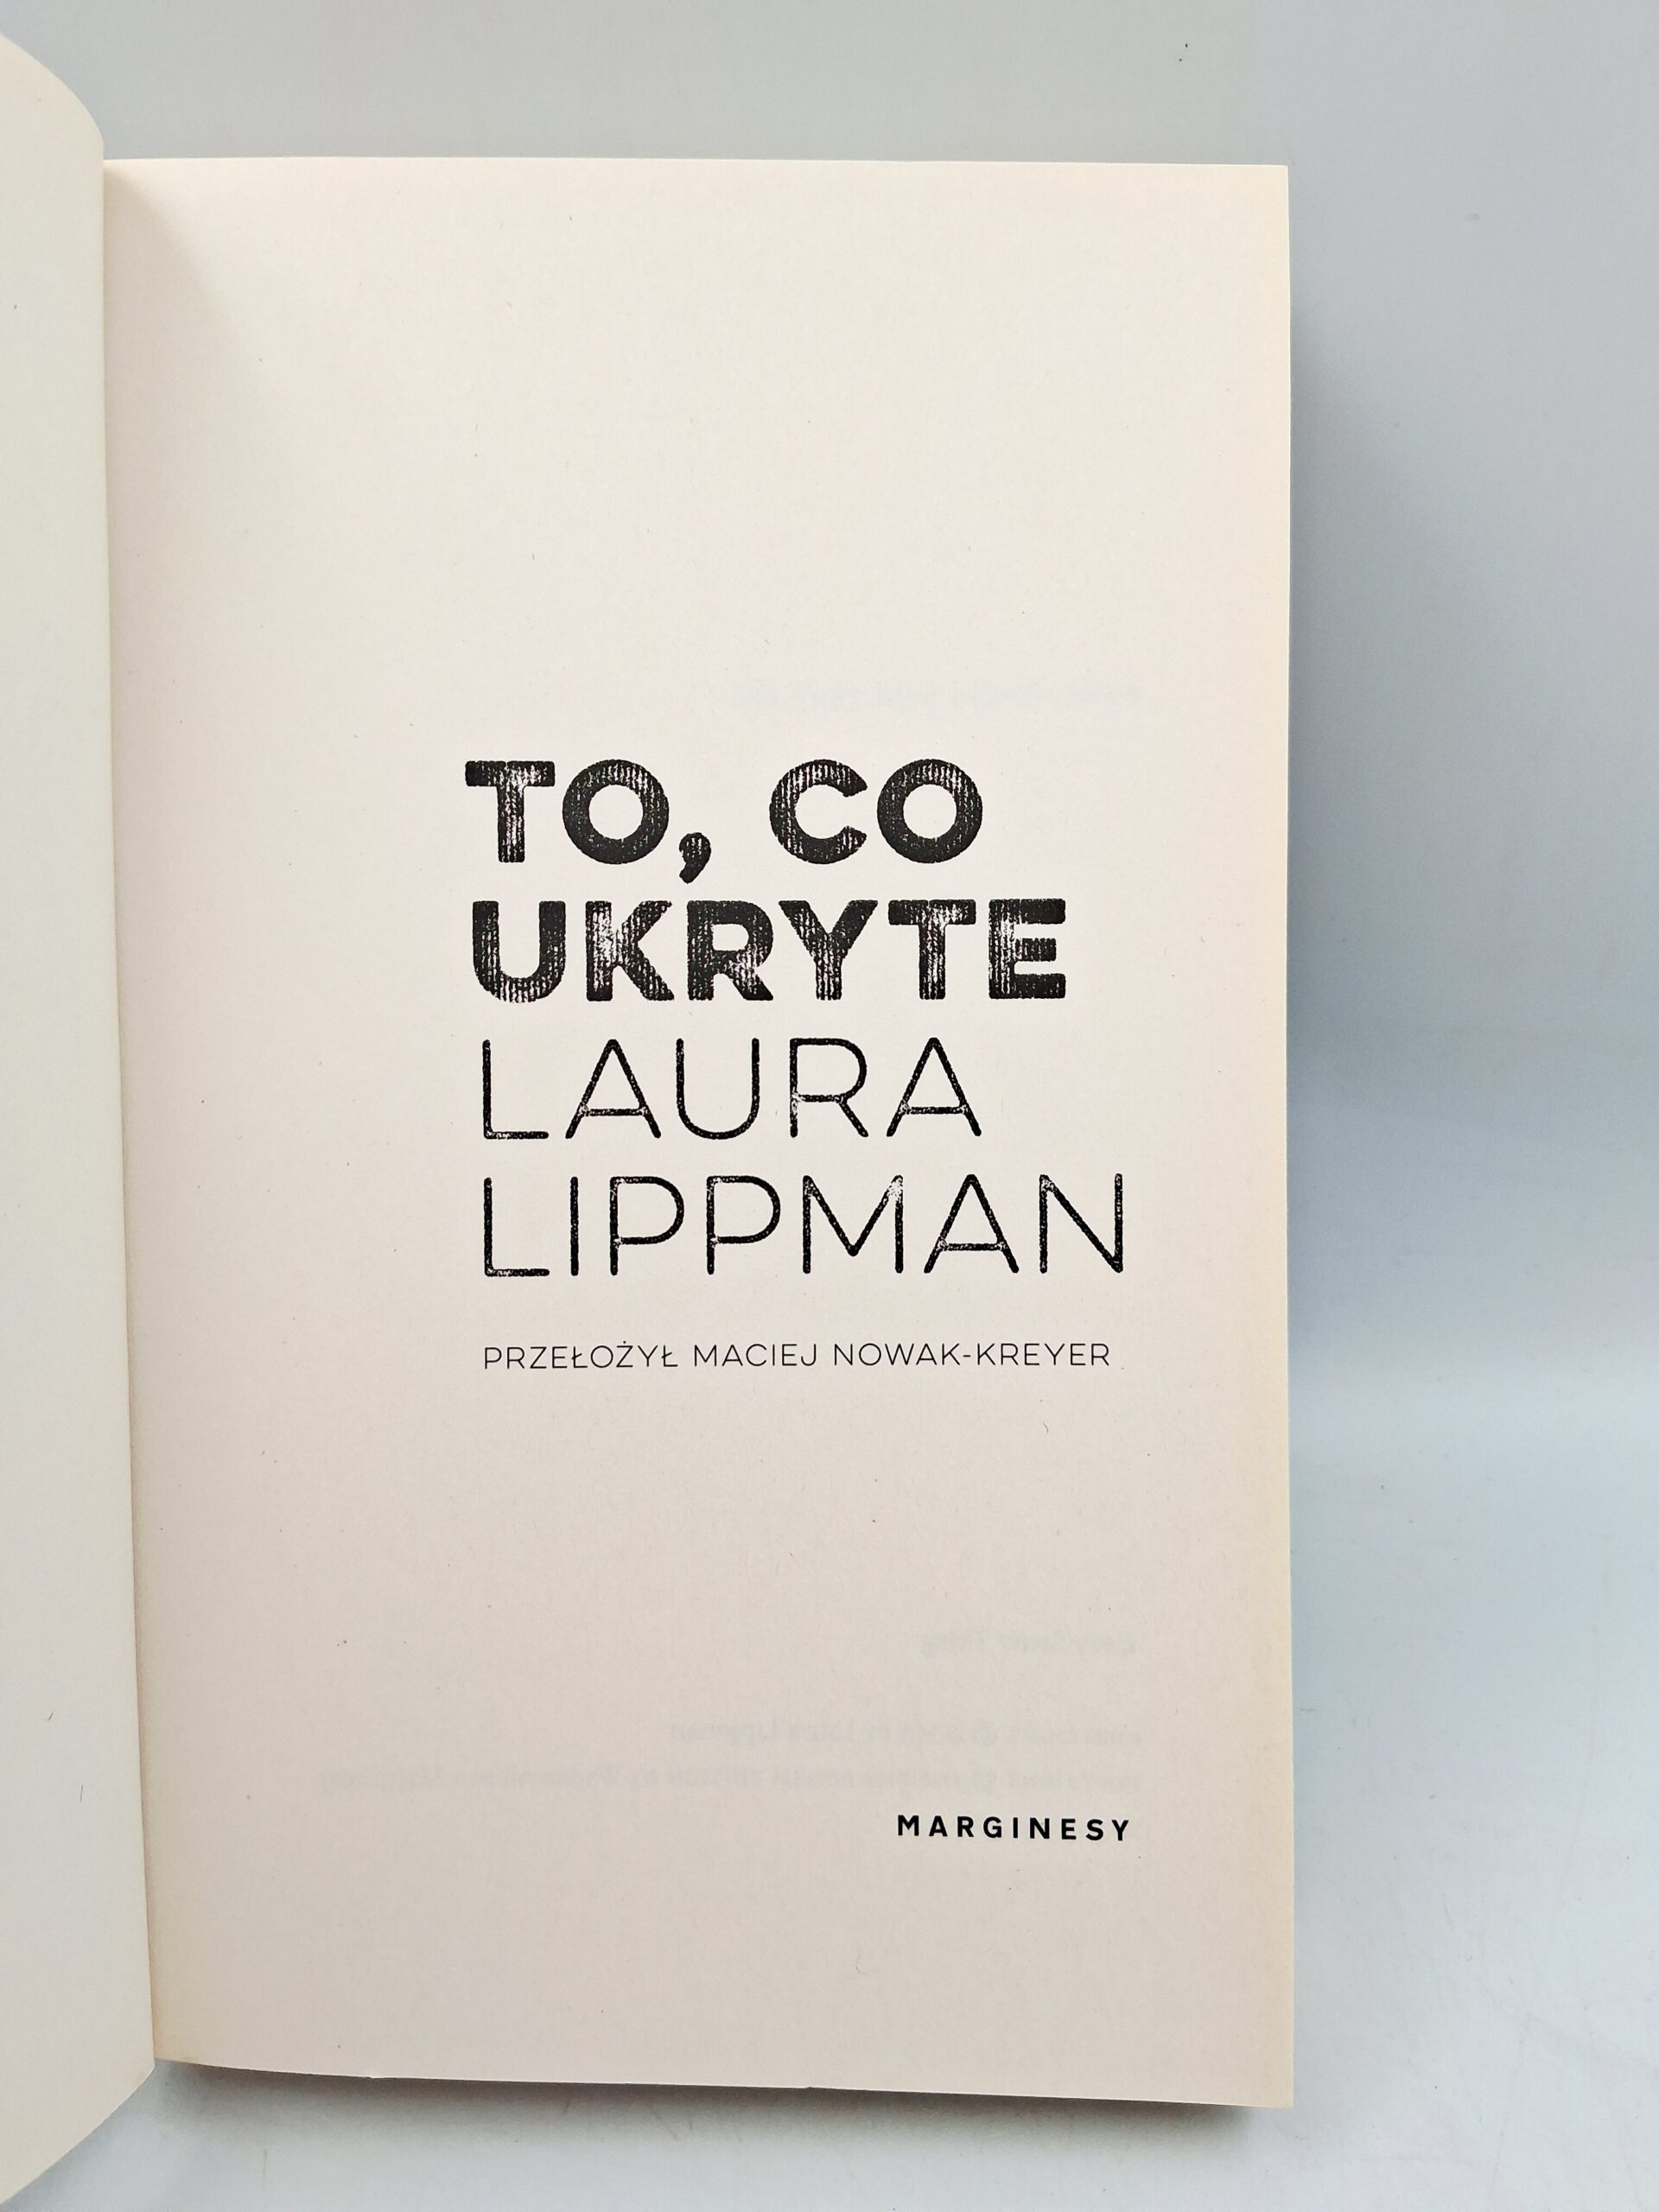 TO, CO
UKRYTE
LAURA
LIPPMAN
PRZEŁOŻYŁ MACIEJ NOWAK-KREYER
MARGINESY